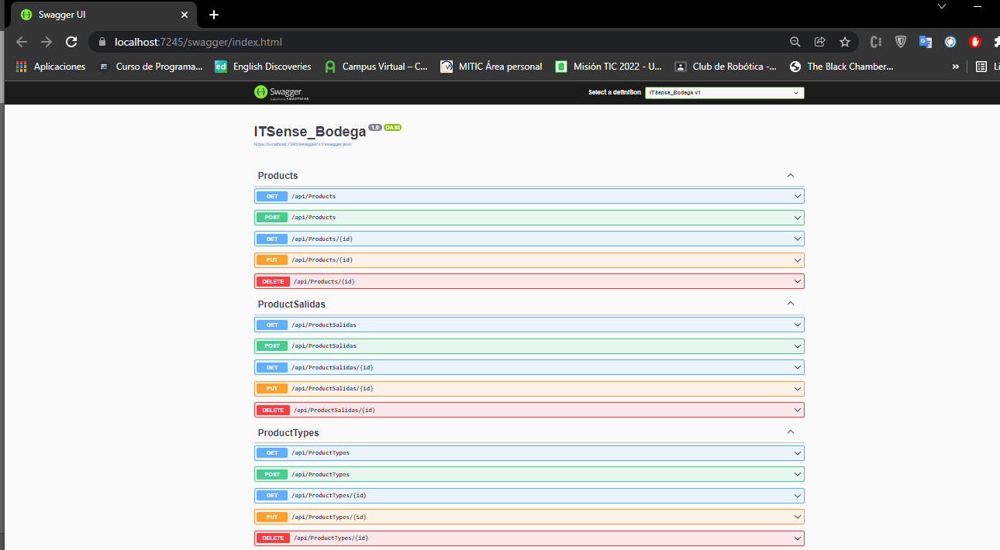 Swagger UI
localhost:7245/swagger/index.html
Aplicaciones
Curso de Programa...
English Discoveries
Campus Virtual – C...
MITIC Área personal
Misión TIC 2022 - U...
Club de Robótica -...
The Black Chamber...
»
Li
Swagger.
Supported by SMARTBEAR
Select a definition
ITSense_Bodega v1
ITSense_Bodega 1.0 OAS3
https://localhost:7245/swagger/v1/swagger.json
Products
GET /api/Products
POST /api/Products
GET /api/Products/{id}
PUT /api/Products/{id}
DELETE /api/Products/{id}
ProductSalidas
GET /api/ProductSalidas
POST /api/ProductSalidas
GET /api/ProductSalidas/{id}
PUT /api/ProductSalidas/{id}
DELETE /api/ProductSalidas/{id}
ProductTypes
GET /api/ProductTypes
POST /api/ProductTypes
GET /api/ProductTypes/{id}
PUT /api/ProductTypes/{id}
DELETE /api/ProductTypes/{id}